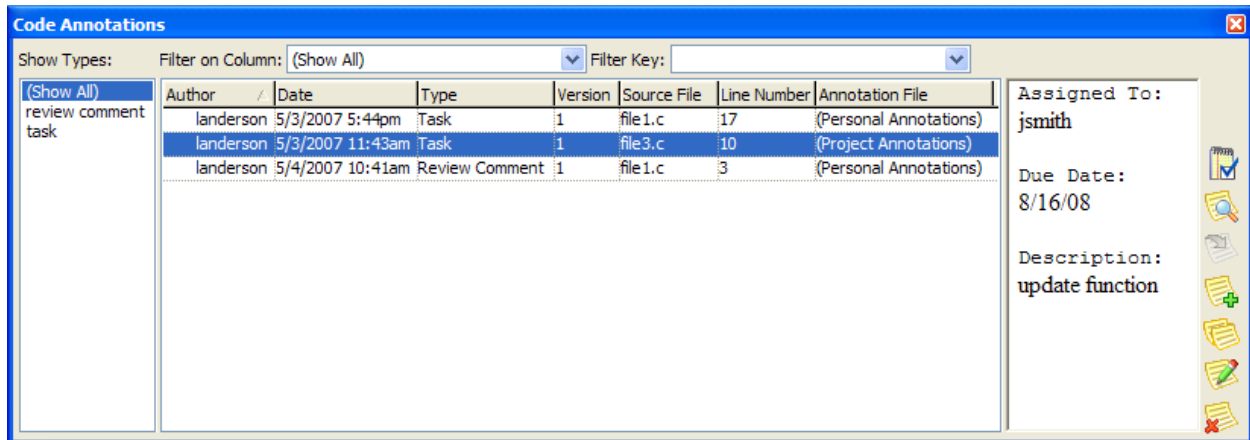 Code Annotations
Show Types: Filter on Column: (Show All) Filter Key:
(Show All)
review comment
task
Author Date Type Version Source File Line Number Annotation File
landerson 5/3/2007 5:44pm Task 1 file1.c 17 (Personal Annotations)
landerson 5/3/2007 11:43am Task 1 file3.c 10 (Project Annotations)
landerson 5/4/2007 10:41am Review Comment 1 file1.c 3 (Personal Annotations)
Assigned To:
jsmith
Due Date:
8/16/08
Description:
update function